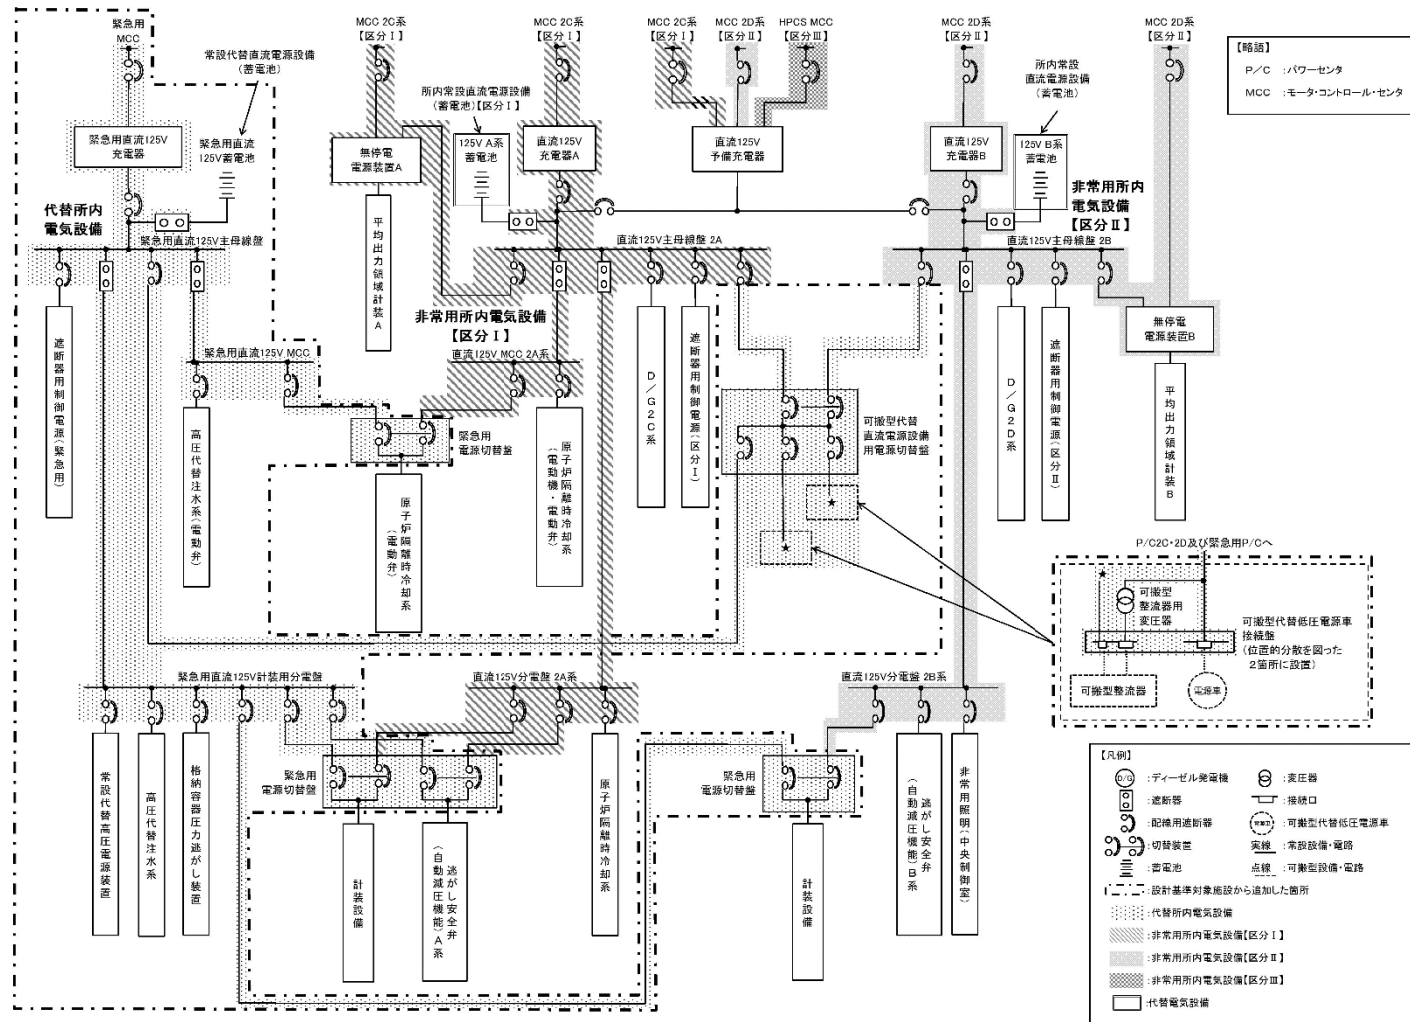 緊急用
MCC
MCC 2C系
【区分Ⅰ】
MCC 2C系
【区分Ⅰ】
MCC 2C系
【区分Ⅰ】
MCC 2D系
【区分Ⅱ】
HPCS MCC
【区分Ⅲ】
MCC 2D系
【区分Ⅱ】
MCC 2D系
【区分Ⅱ】
【略語】
P/C :パワーセンタ
MCC :モータ・コントロール・センタ
常設代替直流電源設備
(蓄電池)
所内常設直流電源設備
(蓄電池)【区分Ⅰ】
所内常設
直流電源設備
(蓄電池)
緊急用直流125V
充電器
緊急用直流
125V蓄電池
無停電
電源装置A
125V A系
蓄電池
直流125V
充電器A
直流125V
予備充電器
直流125V
充電器B
125V B系
蓄電池
代替所内
電気設備
非常用所内
電気設備
【区分Ⅱ】
緊急用直流125V主母線盤
直流125V主母線盤 2A
直流125V主母線盤 2B
平均出力領域計装A
非常用所内電気設備
【区分Ⅰ】
無停電
電源装置B
遮断器用制御電源(緊急用)
緊急用直流125V MCC
直流125V MCC 2A系
D/G2C系
遮断器用制御電源(区分Ⅰ)
D/G2D系
遮断器用制御電源(区分Ⅱ)
平均出力領域計装B
高圧代替注水系(電動弁)
緊急用
電源切替盤
原子炉隔離時冷却系
(電動弁)
原子炉隔離時冷却系
(電動機・電動弁)
可搬型代替
直流電源設備
用電源切替盤
★
★
P/C2C・2D及び緊急用P/Cへ
★
可搬型
整流器用
変圧器
可搬型代替低圧電源車
接続盤
(位置的分散を図った
2箇所に設置)
可搬型整流器
電源車
緊急用直流125V計装用分電盤
直流125V分電盤 2A系
直流125V分電盤 2B系
緊急用
電源切替盤
緊急用
電源切替盤
常設代替高圧電源装置
高圧代替注水系
格納容器圧力逃がし装置
計装設備
逃がし安全弁
(自動減圧機能)A系
原子炉隔離時冷却系
計装設備
逃がし安全弁
(自動減圧機能)B系
非常用照明(中央制御室)
【凡例】
D/G :ディーゼル発電機
:変圧器
:遮断器
:接続口
:配線用遮断器
電源車 :可搬型代替低圧電源車
:切替装置
実線 :常設設備・電路
:蓄電池
点線 :可搬型設備・電路
:設計基準対象施設から追加した箇所
:代替所内電気設備
:非常用所内電気設備【区分Ⅰ】
:非常用所内電気設備【区分Ⅱ】
:非常用所内電気設備【区分Ⅲ】
:代替電気設備